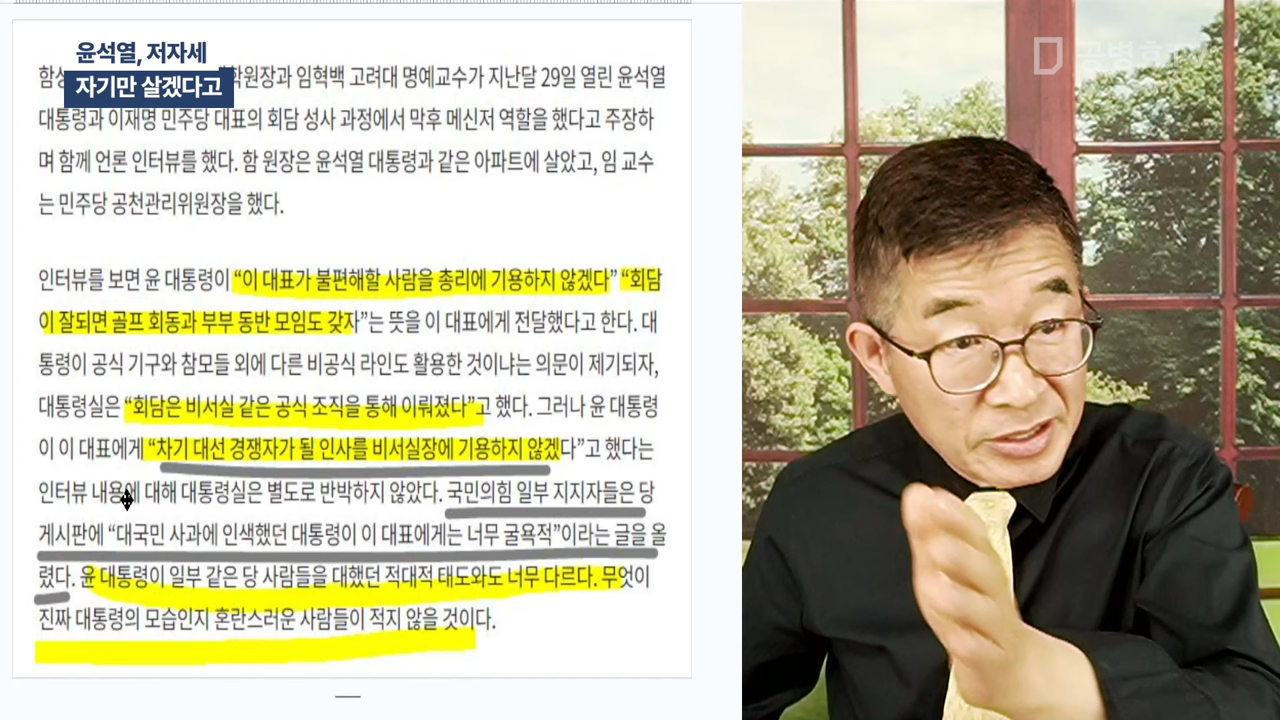 윤석열, 저자세
자기만 살겠다고
공병호TV
함성 학원장과 임혁백 고려대 명예교수가 지난달 29일 열린 윤석열
대통령과 이재명 민주당 대표의 회담 성사 과정에서 막후 메신저 역할을 했다고 주장하
며 함께 언론 인터뷰를 했다. 함 원장은 윤석열 대통령과 같은 아파트에 살았고, 임 교수
는 민주당 공천관리위원장을 했다.
인터뷰를 보면 윤 대통령이 “이 대표가 불편해할 사람을 총리에 기용하지 않겠다” “회담
이 잘되면 골프 회동과 부부 동반 모임도 갖자”는 뜻을 이 대표에게 전달했다고 한다. 대
통령이 공식 기구와 참모들 외에 다른 비공식 라인도 활용한 것이냐는 의문이 제기되자,
대통령실은 “회담은 비서실 같은 공식 조직을 통해 이뤄졌다”고 했다. 그러나 윤 대통령
이 이 대표에게 “차기 대선 경쟁자가 될 인사를 비서실장에 기용하지 않겠다”고 했다는
인터뷰 내용에 대해 대통령실은 별도로 반박하지 않았다. 국민의힘 일부 지지자들은 당
게시판에 “대국민 사과에 인색했던 대통령이 이 대표에게는 너무 굴욕적”이라는 글을 올
렸다. 윤 대통령이 일부 같은 당 사람들을 대했던 적대적 태도와도 너무 다르다. 무엇이
진짜 대통령의 모습인지 혼란스러운 사람들이 적지 않을 것이다.